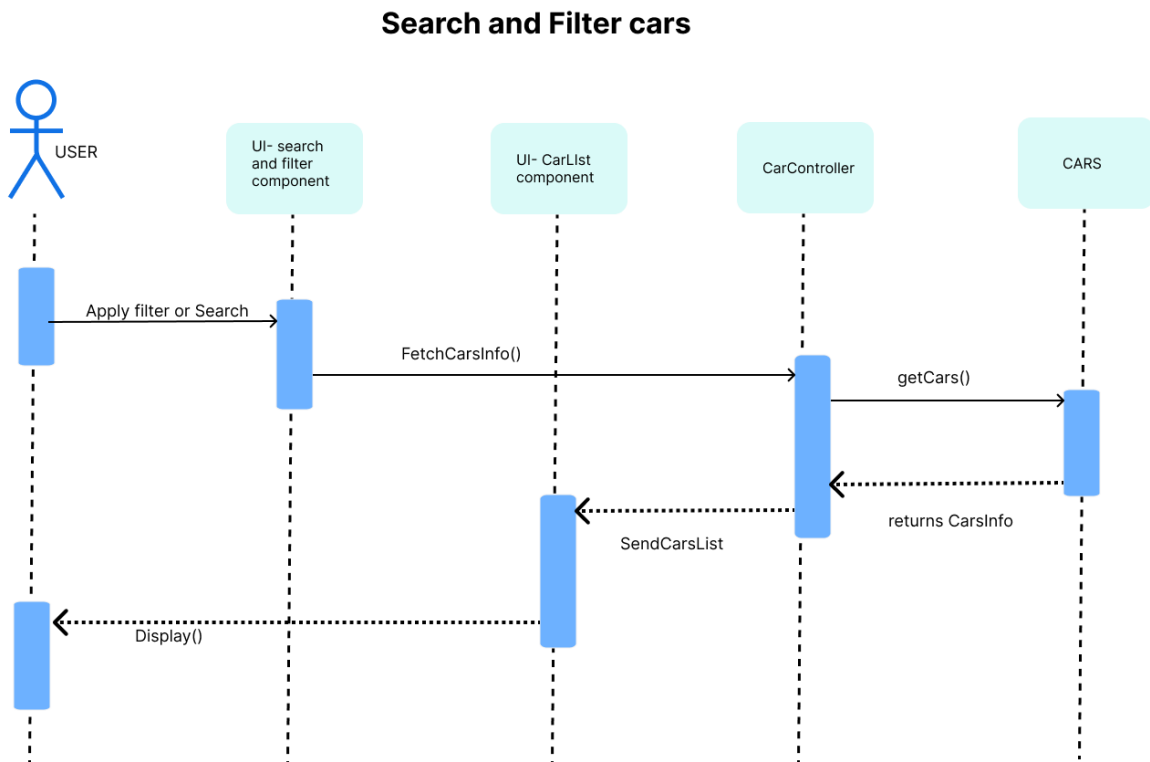 Search and Filter cars
USER
UI- search
and filter
component
UI- CarLIst
component
CarController
CARS
Apply filter or Search
FetchCarsInfo()
getCars()
returns CarsInfo
SendCarsList
Display()